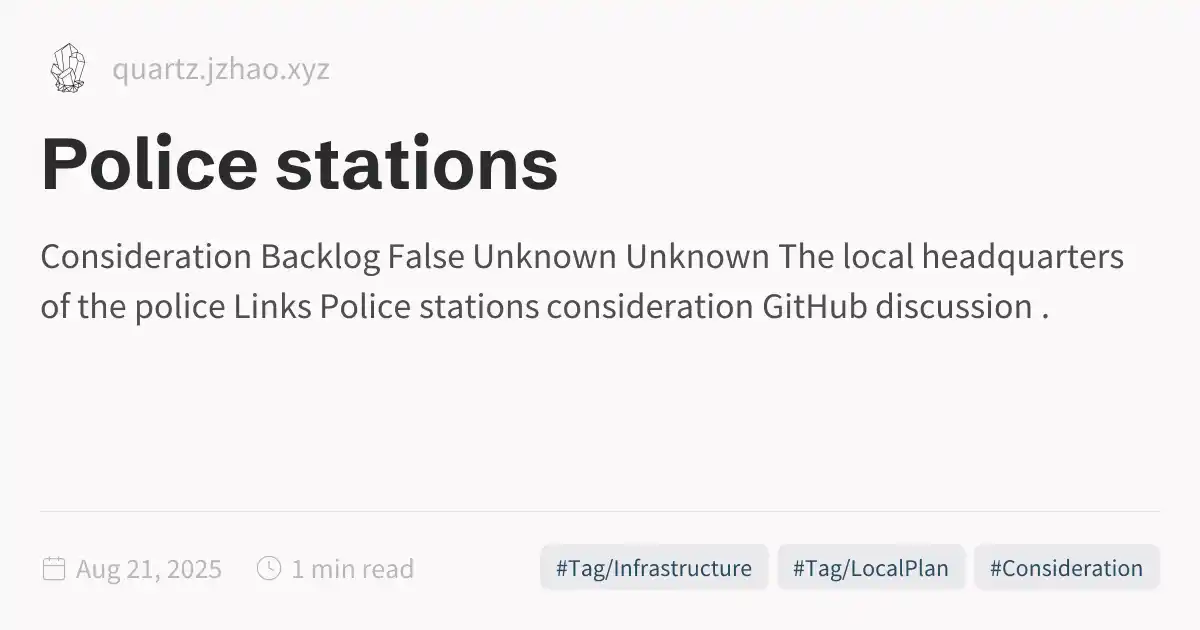 quartz.jzhao.xyz
Police stations
Consideration Backlog False Unknown Unknown The local headquarters
of the police Links Police stations consideration GitHub discussion .
Aug 21, 2025 1 min read #Tag/Infrastructure #Tag/LocalPlan #Consideration